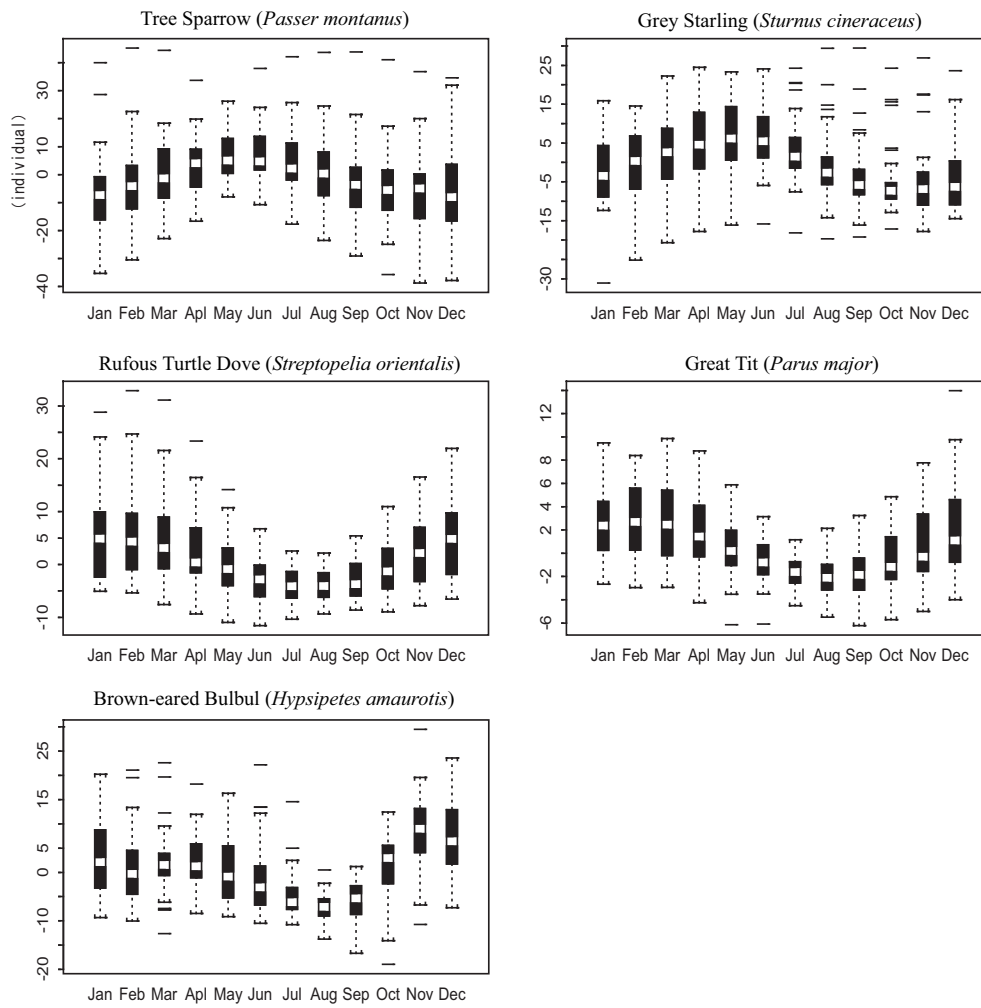 Tree Sparrow (Passer montanus)
(individual)
30
10
0
-20
-40
Jan Feb Mar Apl May Jun Jul Aug Sep Oct Nov Dec
Grey Starling (Sturnus cineraceus)
25
15
5
-5
-15
-30
Jan Feb Mar Apl May Jun Jul Aug Sep Oct Nov Dec
Rufous Turtle Dove (Streptopelia orientalis)
30
20
10
5
0
-10
Jan Feb Mar Apl May Jun Jul Aug Sep Oct Nov Dec
Great Tit (Parus major)
12
8
6
4
2
-2
-6
Jan Feb Mar Apl May Jun Jul Aug Sep Oct Nov Dec
Brown-eared Bulbul (Hypsipetes amaurotis)
25
15
5
0
-10
-20
Jan Feb Mar Apl May Jun Jul Aug Sep Oct Nov Dec